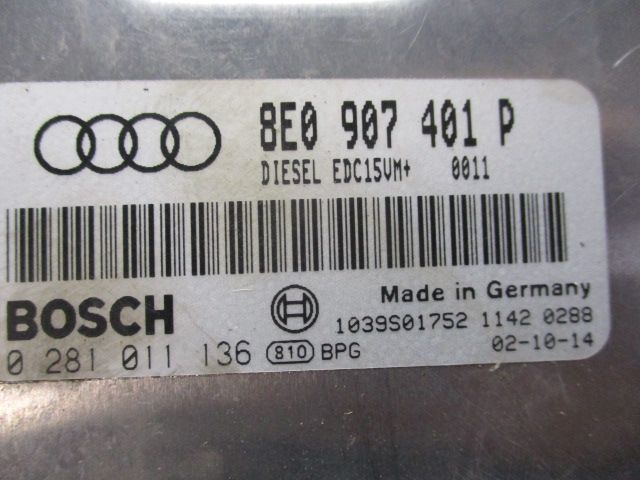 8E0 907 401 P
DIESEL EDC15VM+ 0011
BOSCH
Made in Germany
1039S01752 1142 0288
0 281 011 136 810 BPG
02-10-14